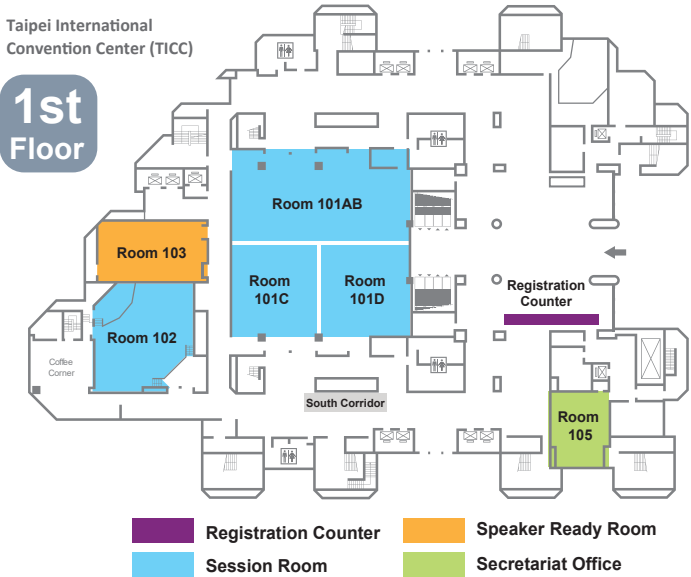 Taipei International
Convention Center (TICC)
1st
Floor
Room 101AB
Room 103
Room
101C
Room
101D
Registration
Counter
Room 102
Coffee
Corner
South Corridor
Room
105
Registration Counter
Speaker Ready Room
Session Room
Secretariat Office